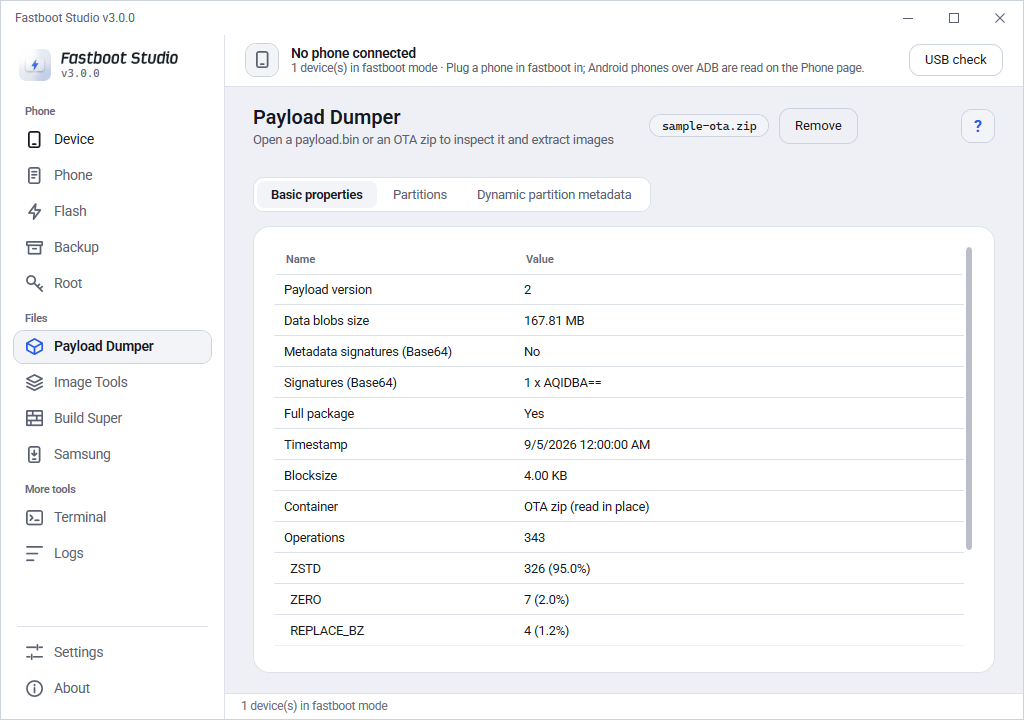 Fastboot Studio v3.0.0
Fastboot Studio
v3.0.0
Phone
Device
Phone
Flash
Backup
Root
Files
Payload Dumper
Image Tools
Build Super
Samsung
More tools
Terminal
Logs
Settings
About
No phone connected
1 device(s) in fastboot mode · Plug a phone in fastboot in; Android phones over ADB are read on the Phone page.
USB check
Payload Dumper
Open a payload.bin or an OTA zip to inspect it and extract images
sample-ota.zip
Remove
?
Basic properties
Partitions
Dynamic partition metadata
Name Value
Payload version 2
Data blobs size 167.81 MB
Metadata signatures (Base64) No
Signatures (Base64) 1 x AQIDBA==
Full package Yes
Timestamp 9/5/2026 12:00:00 AM
Blocksize 4.00 KB
Container OTA zip (read in place)
Operations 343
ZSTD 326 (95.0%)
ZERO 7 (2.0%)
REPLACE_BZ 4 (1.2%)
1 device(s) in fastboot mode